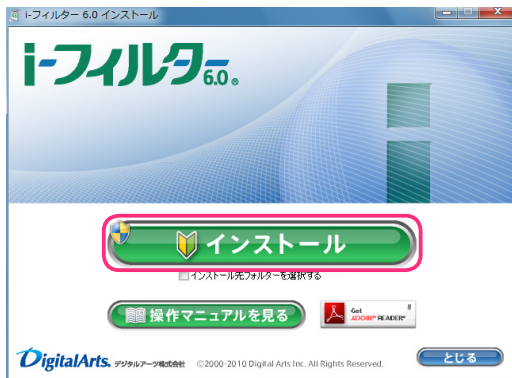 i-フィルター 6.0 インストール
i-フィルター 6.0®
インストール
インストール先フォルダーを選択する
操作マニュアルを見る
Get
ADOBE® READER®
DigitalArts. デジタルアーツ株式会社 ©2000-2010 Digital Arts Inc. All Rights Reserved.
とじる